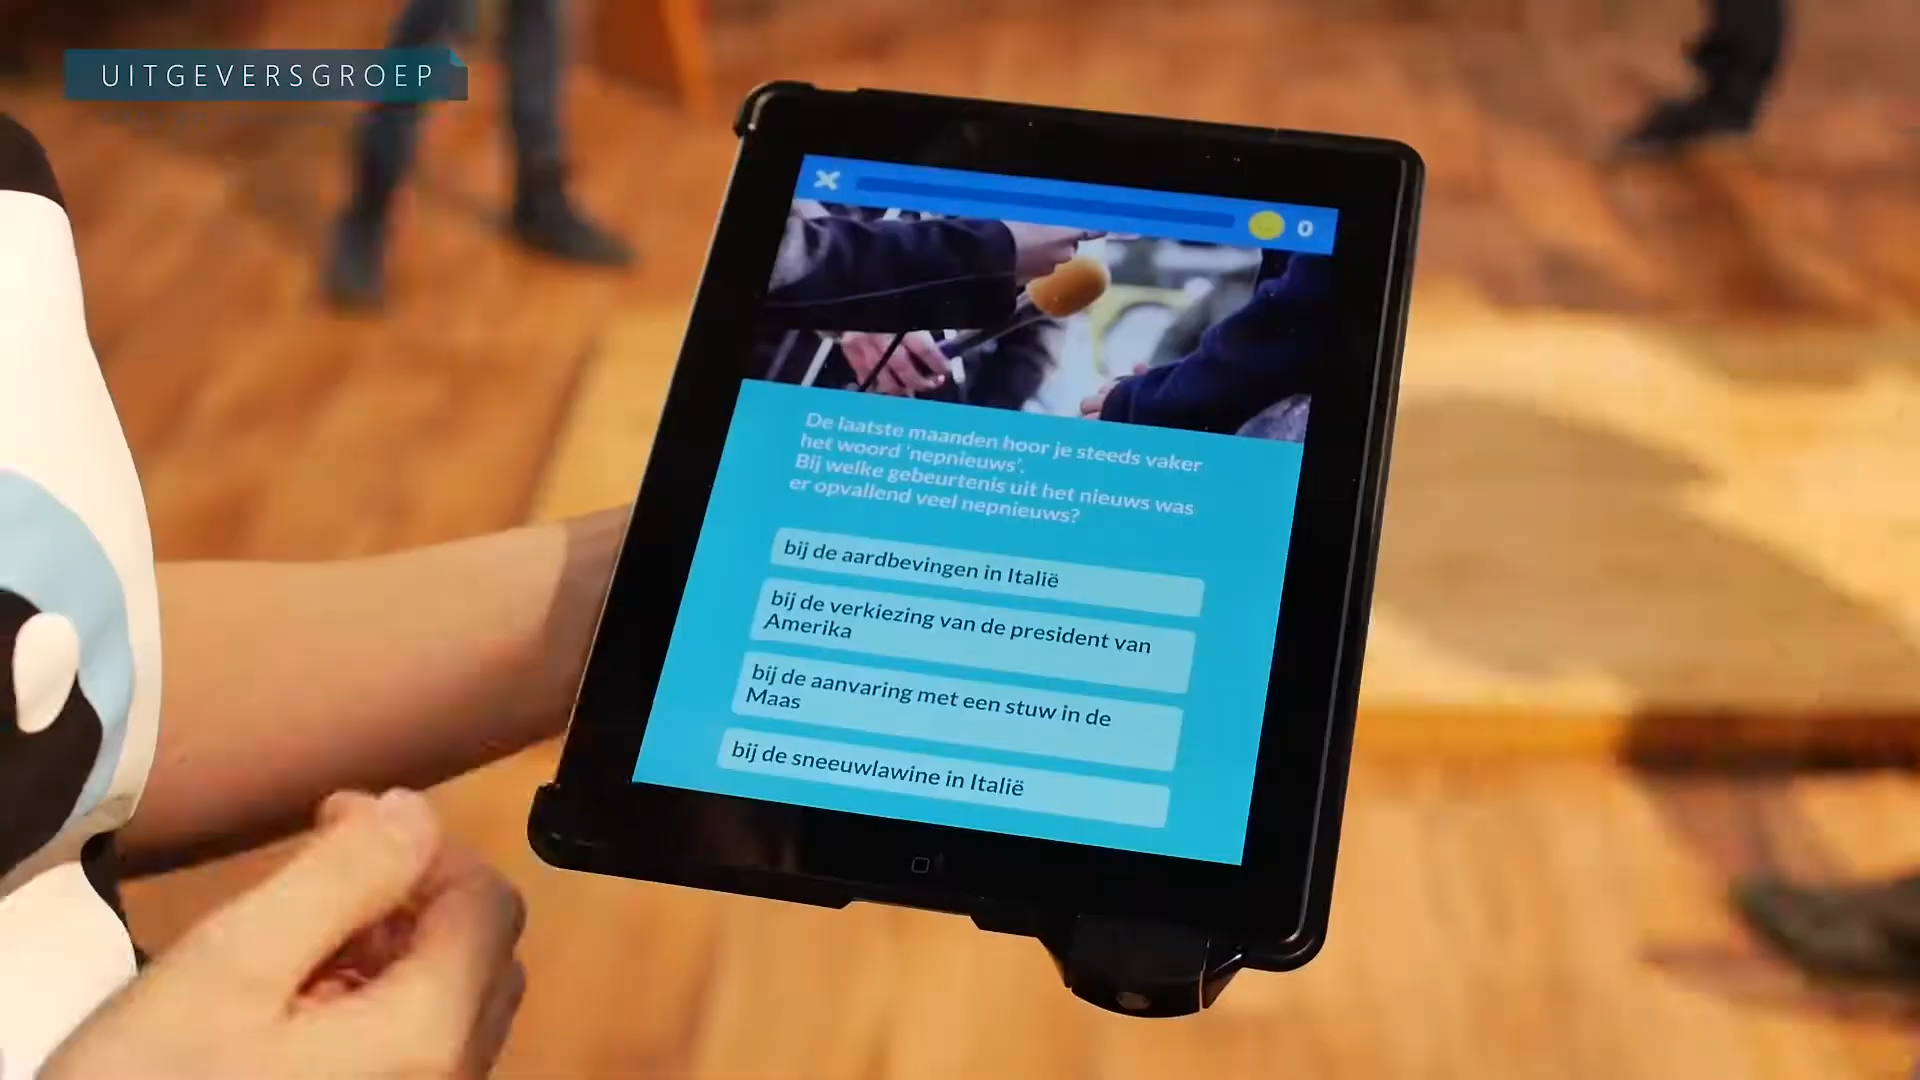 UITGEVERSGROEP
0
De laatste maanden hoor je steeds vaker
het woord 'nepnieuws'.
Bij welke gebeurtenis uit het nieuws was
er opvallend veel nepnieuws?
bij de aardbevingen in Italië
bij de verkiezing van de president van
Amerika
bij de aanvaring met een stuw in de
Maas
bij de sneeuwlawine in Italië